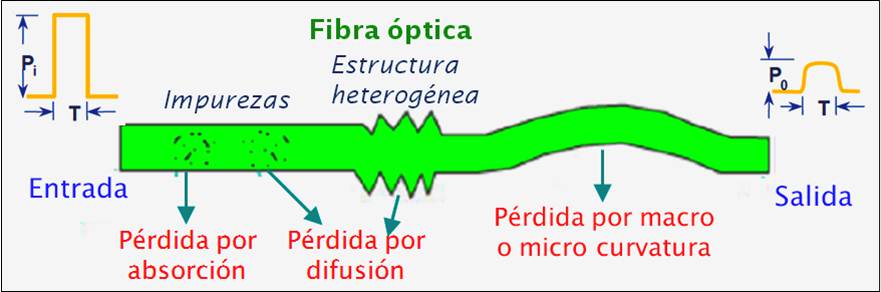 Fibra óptica
Pi
T
Impurezas
Estructura
heterogénea
P0
T
Entrada
Salida
Pérdida por
absorción
Pérdida por
difusión
Pérdida por macro
o micro curvatura